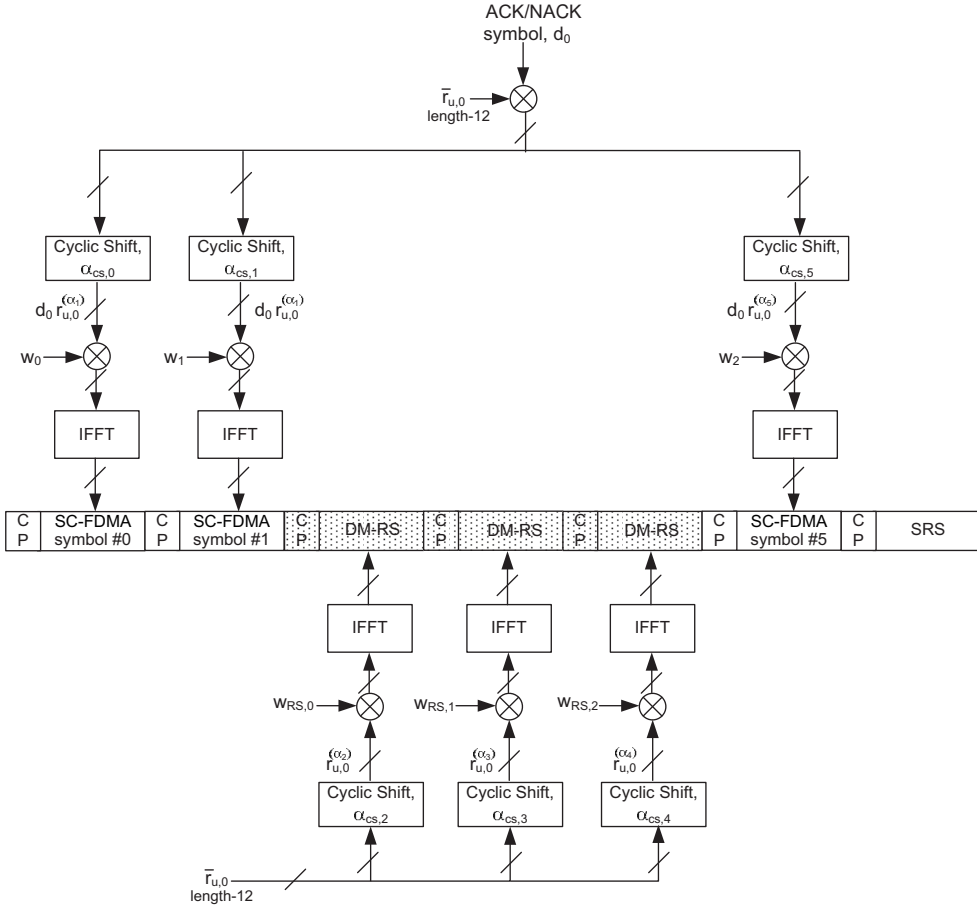 ACK/NACK
symbol, d0
r̄u,0
length-12
Cyclic Shift,
αcs,0
Cyclic Shift,
αcs,1
Cyclic Shift,
αcs,5
d0 ru,0(α1)
d0 ru,0(α1)
d0 ru,0(α5)
w0
w1
w2
IFFT
IFFT
IFFT
C
P
SC-FDMA
symbol #0
C
P
SC-FDMA
symbol #1
C
P
DM-RS
C
P
DM-RS
C
P
DM-RS
C
P
SC-FDMA
symbol #5
C
P
SRS
IFFT
IFFT
IFFT
wRS,0
wRS,1
wRS,2
ru,0(α2)
ru,0(α3)
ru,0(α4)
Cyclic Shift,
αcs,2
Cyclic Shift,
αcs,3
Cyclic Shift,
αcs,4
r̄u,0
length-12